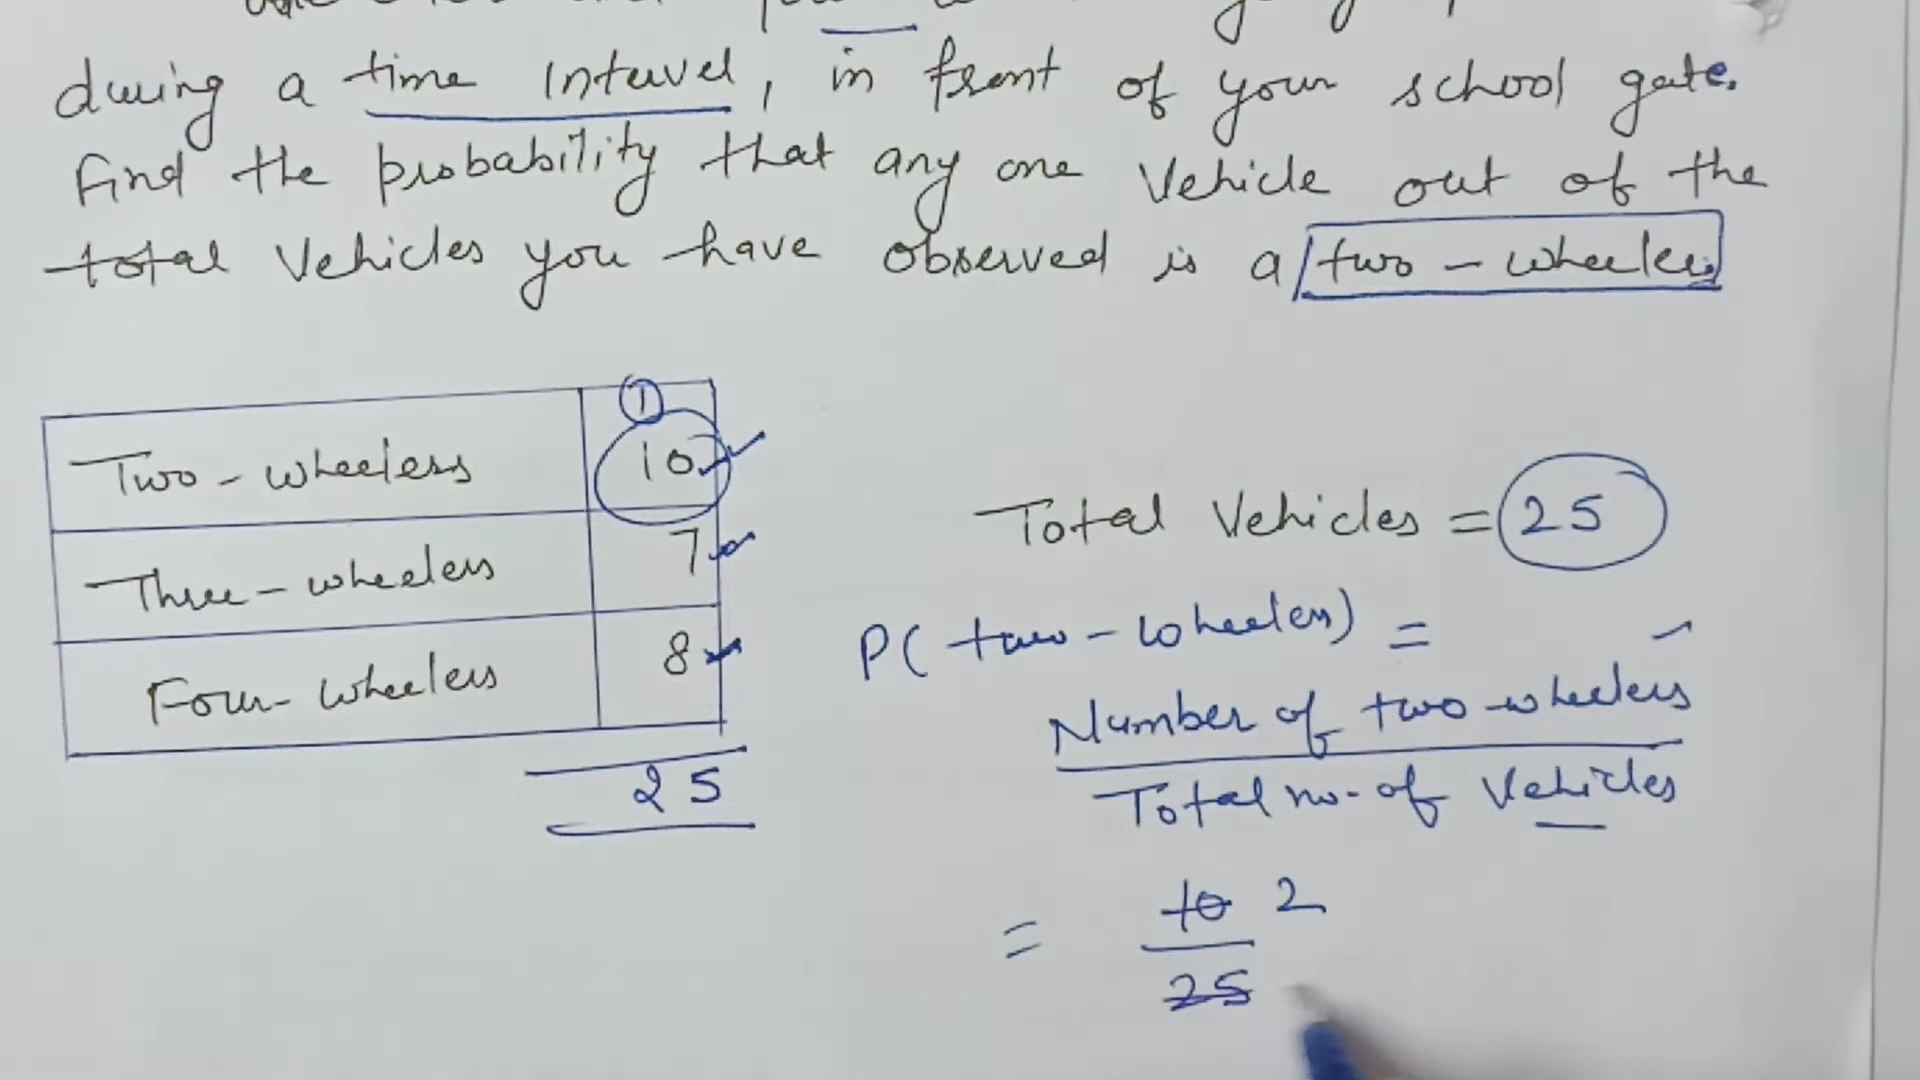 during a time interval, in front of your school gate.
Find the probability that any one Vehicle out of the
total Vehicles you have observed is a two-wheeler.
1
Two-wheelers 10
Three-wheelers 7
Four-wheelers 8
25
Total Vehicles = 25
P(two-wheelers) =
Number of two wheelers
Total no. of Vehicles
= 10 2
25